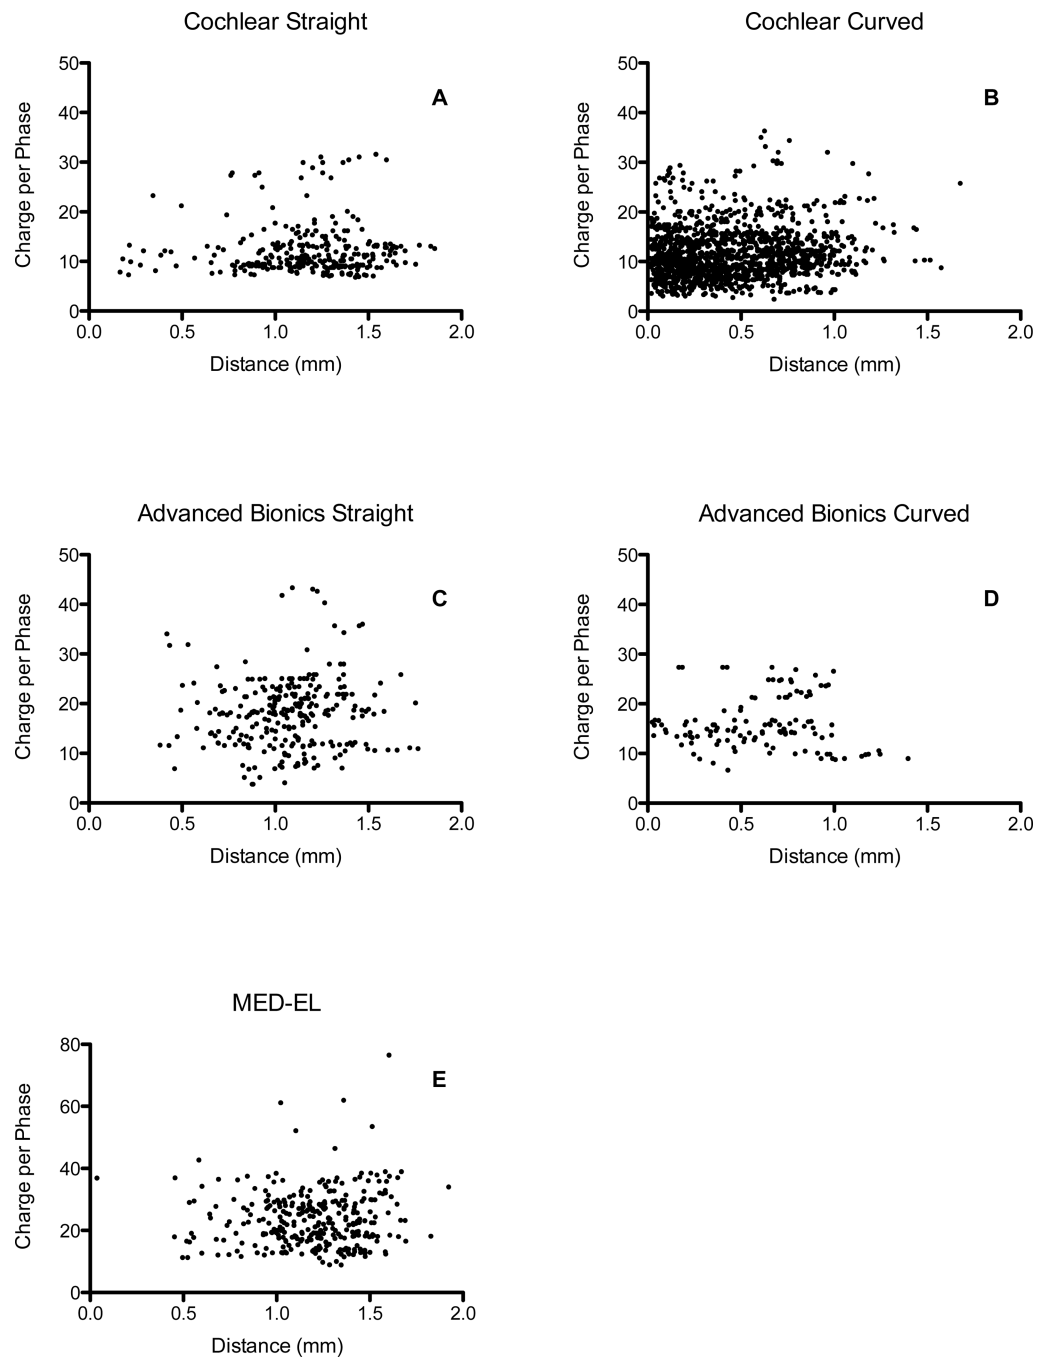 Cochlear Straight
50
40
30
20
10
0
Charge per Phase
A
0.0 0.5 1.0 1.5 2.0
Distance (mm)
Cochlear Curved
50
40
30
20
10
0
Charge per Phase
B
0.0 0.5 1.0 1.5 2.0
Distance (mm)
Advanced Bionics Straight
50
40
30
20
10
0
Charge per Phase
C
0.0 0.5 1.0 1.5 2.0
Distance (mm)
Advanced Bionics Curved
50
40
30
20
10
0
Charge per Phase
D
0.0 0.5 1.0 1.5 2.0
Distance (mm)
MED-EL
80
60
40
20
0
Charge per Phase
E
0.0 0.5 1.0 1.5 2.0
Distance (mm)